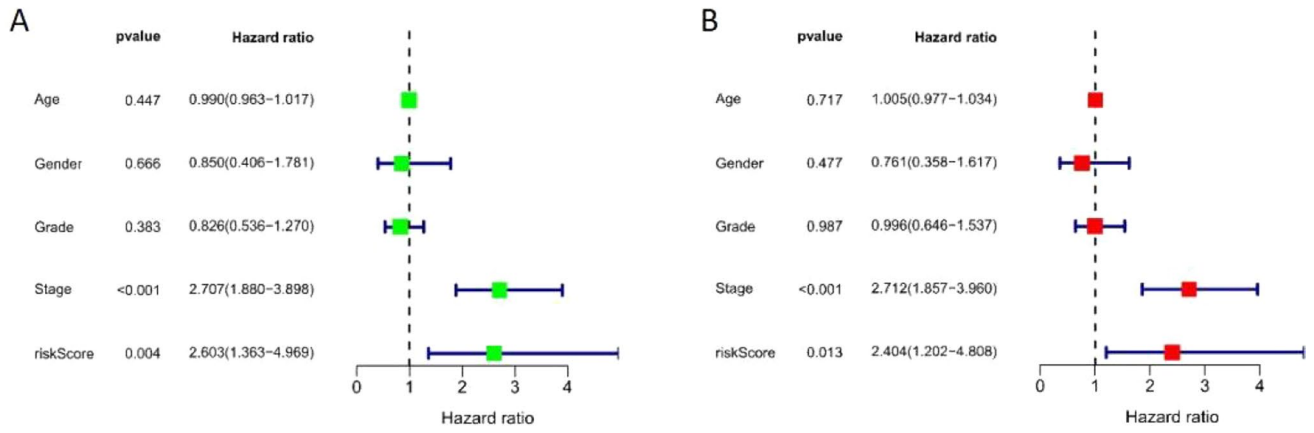 A
pvalue Hazard ratio
Age 0.447 0.990(0.963−1.017)
Gender 0.666 0.850(0.406−1.781)
Grade 0.383 0.826(0.536−1.270)
Stage <0.001 2.707(1.880−3.898)
riskScore 0.004 2.603(1.363−4.969)
0 1 2 3 4
Hazard ratio
B
pvalue Hazard ratio
Age 0.717 1.005(0.977−1.034)
Gender 0.477 0.761(0.358−1.617)
Grade 0.987 0.996(0.646−1.537)
Stage <0.001 2.712(1.857−3.960)
riskScore 0.013 2.404(1.202−4.808)
0 1 2 3 4
Hazard ratio